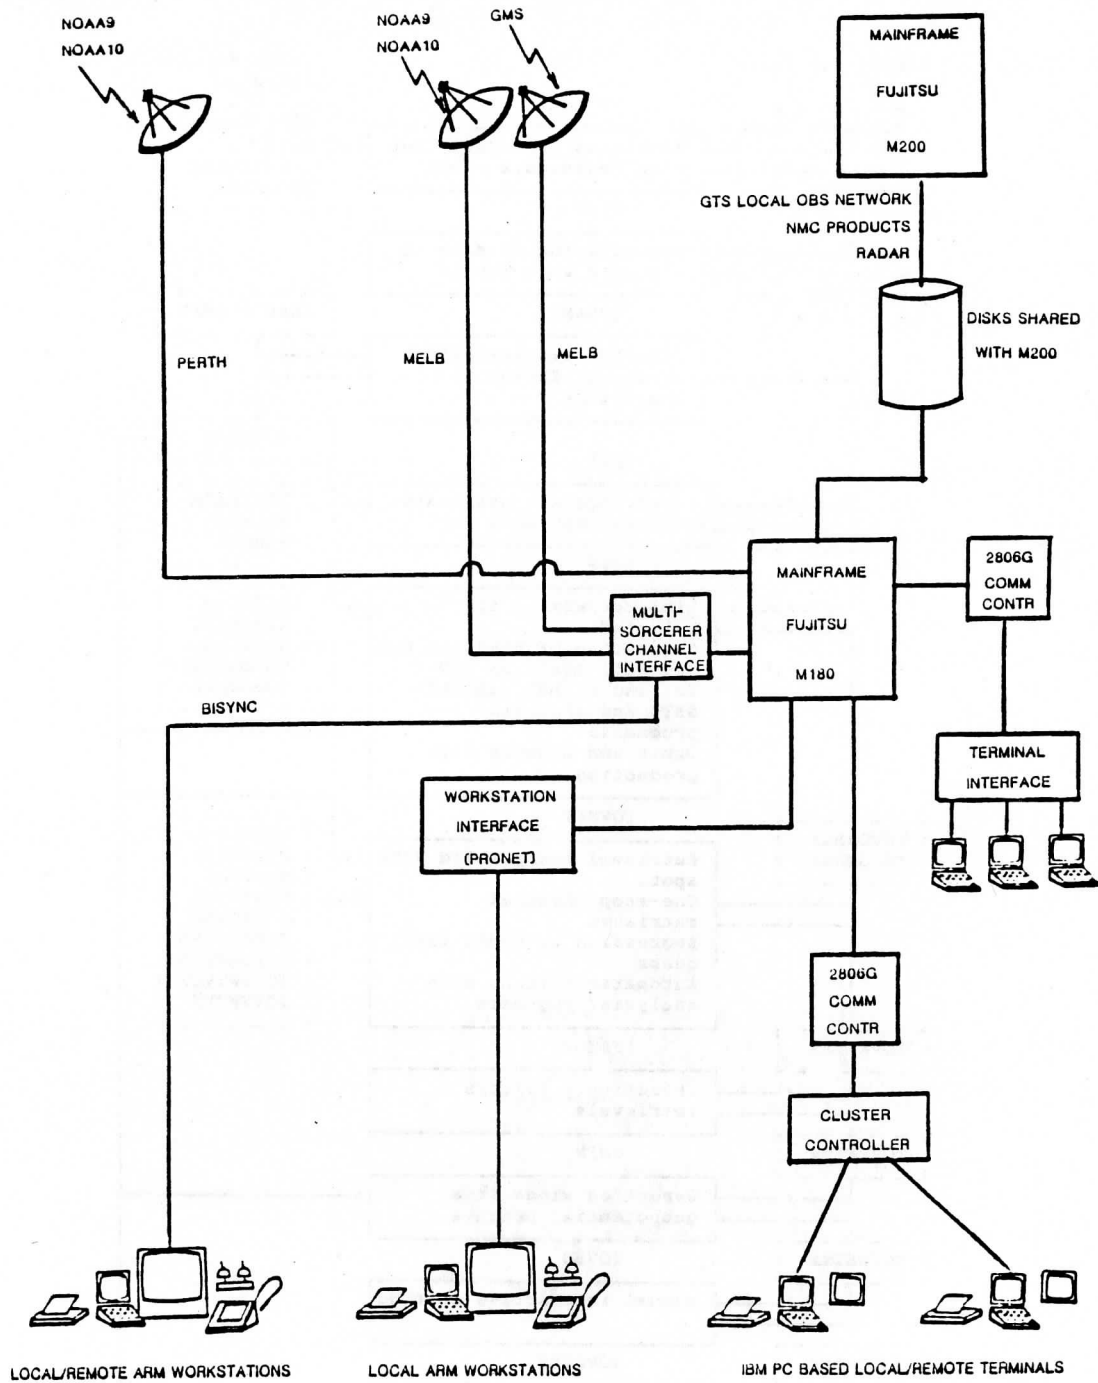 NOAA9
NOAA10
NOAA9
NOAA10
GMS
MAINFRAME
FUJITSU
M200
GTS LOCAL OBS NETWORK
NMC PRODUCTS
RADAR
DISKS SHARED
WITH M200
PERTH
MELB
MELB
MAINFRAME
FUJITSU
M180
2806G
COMM
CONTR
MULTI-
SORCERER
CHANNEL
INTERFACE
BISYNC
TERMINAL
INTERFACE
WORKSTATION
INTERFACE
(PRONET)
2806G
COMM
CONTR
CLUSTER
CONTROLLER
LOCAL/REMOTE ARM WORKSTATIONS
LOCAL ARM WORKSTATIONS
IBM PC BASED LOCAL/REMOTE TERMINALS